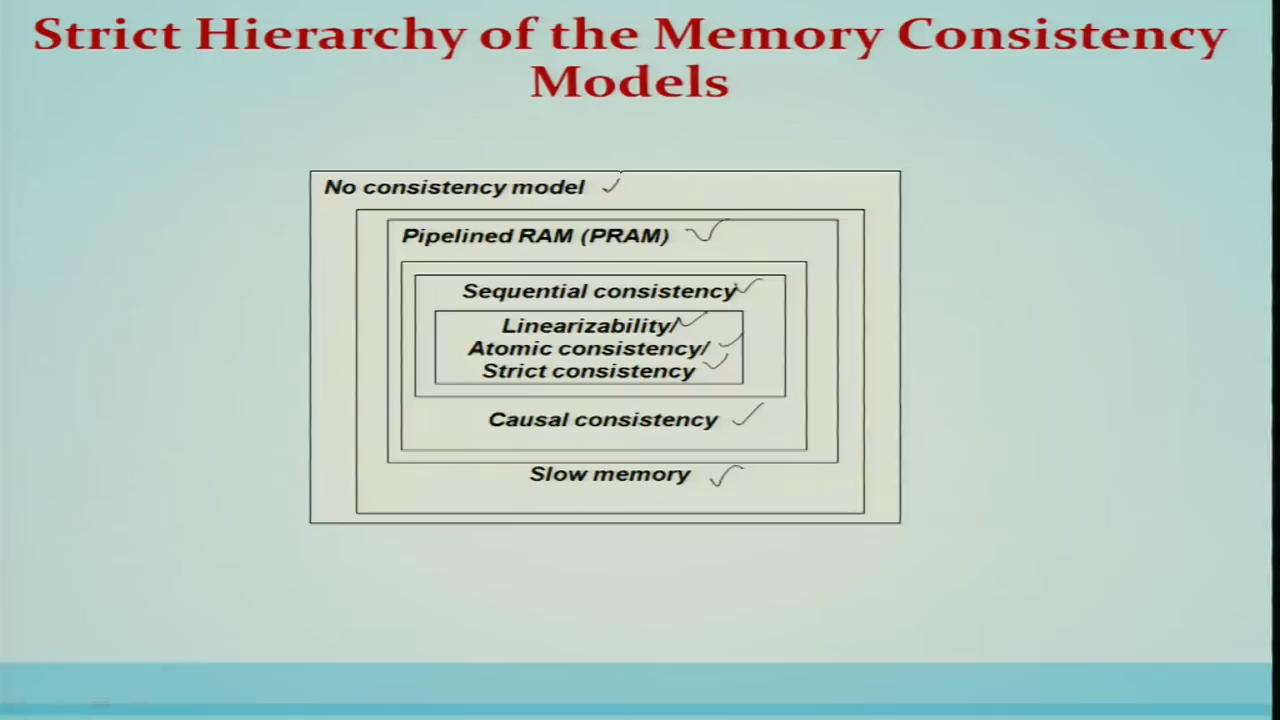 Strict Hierarchy of the Memory Consistency
Models
No consistency model
Pipelined RAM (PRAM)
Sequential consistency
Linearizability/
Atomic consistency/
Strict consistency
Causal consistency
Slow memory